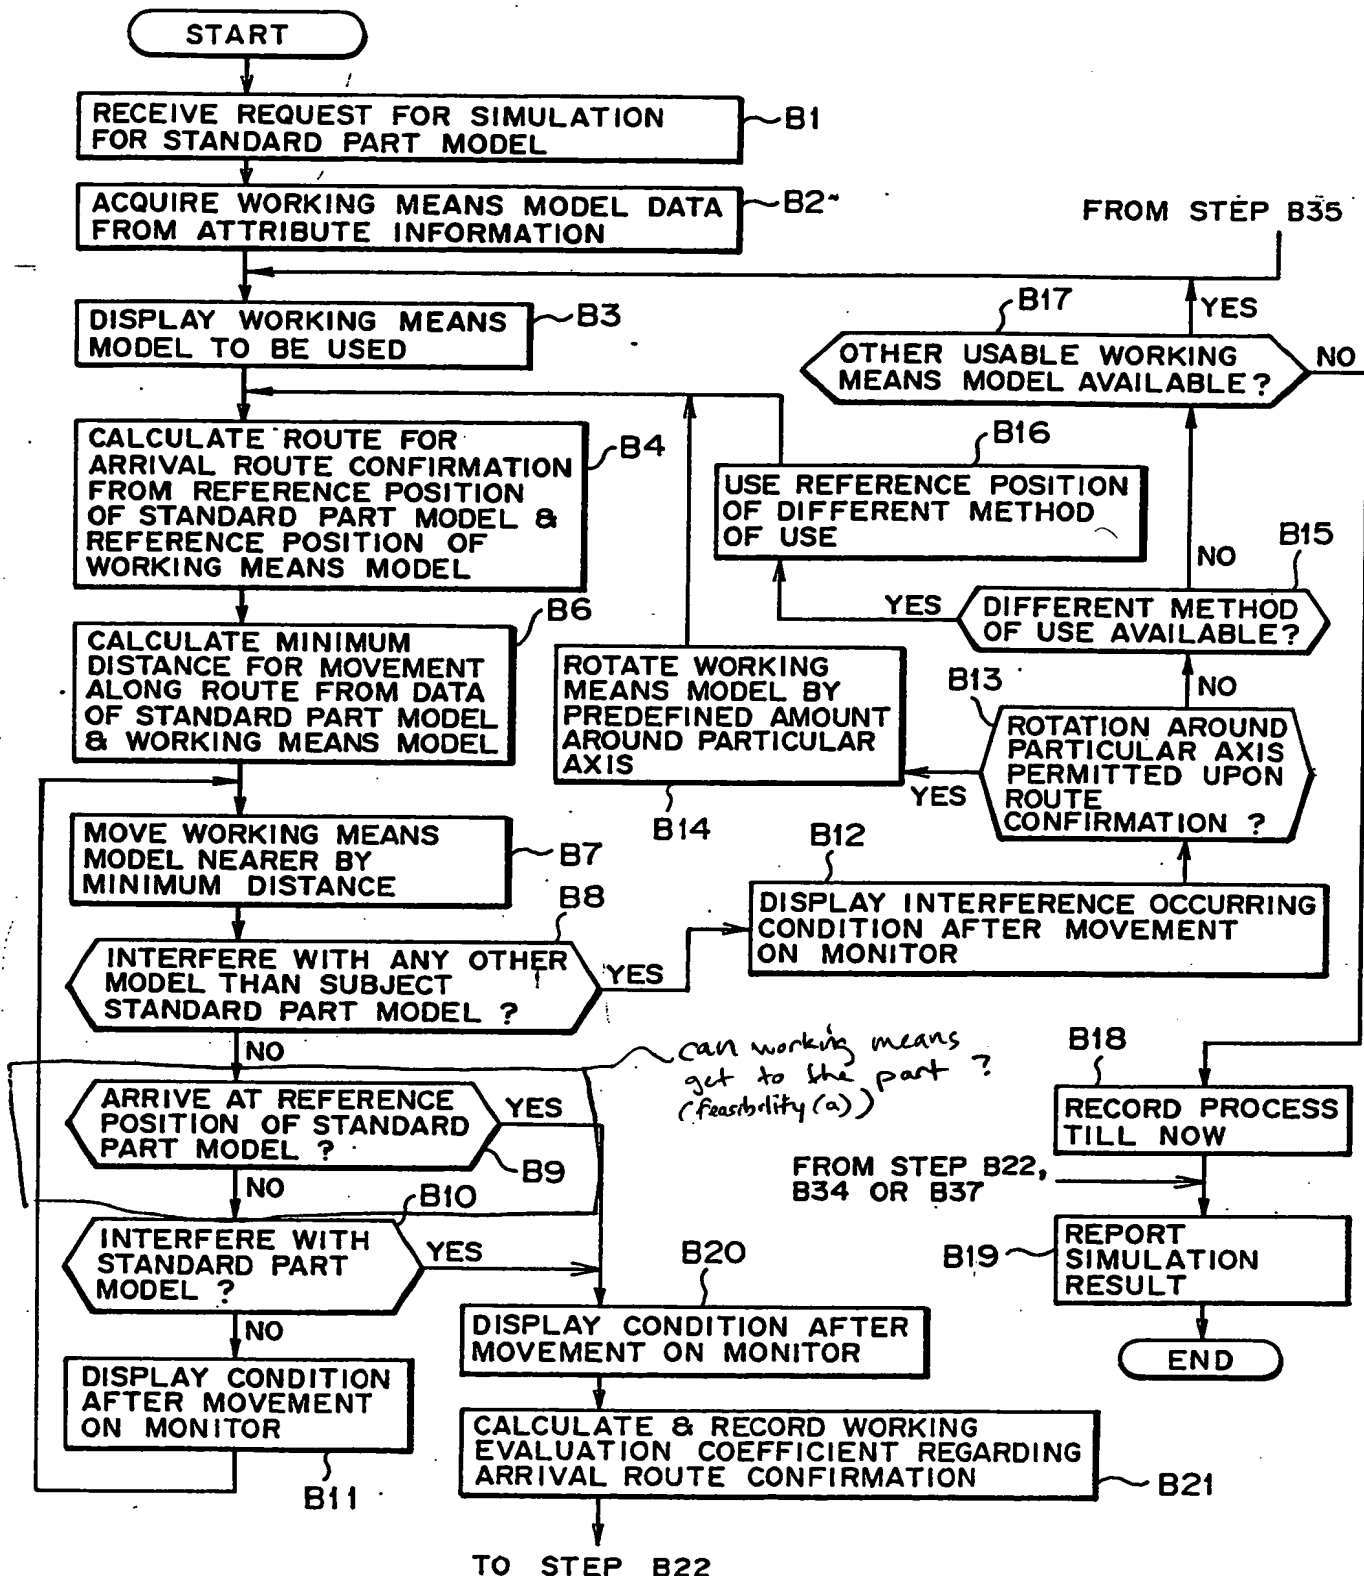 START
RECEIVE REQUEST FOR SIMULATION
FOR STANDARD PART MODEL
B1
ACQUIRE WORKING MEANS MODEL DATA
FROM ATTRIBUTE INFORMATION
B2
FROM STEP B35
DISPLAY WORKING MEANS
MODEL TO BE USED
B3
B17
YES
OTHER USABLE WORKING
MEANS MODEL AVAILABLE?
NO
CALCULATE ROUTE FOR
ARRIVAL ROUTE CONFIRMATION
FROM REFERENCE POSITION
OF STANDARD PART MODEL &
REFERENCE POSITION OF
WORKING MEANS MODEL
B4
B16
USE REFERENCE POSITION
OF DIFFERENT METHOD
OF USE
NO
B15
YES
DIFFERENT METHOD
OF USE AVAILABLE?
B6
CALCULATE MINIMUM
DISTANCE FOR MOVEMENT
ALONG ROUTE FROM DATA
OF STANDARD PART MODEL
& WORKING MEANS MODEL
ROTATE WORKING
MEANS MODEL BY
PREDEFINED AMOUNT
AROUND PARTICULAR
AXIS
B14
B13
NO
ROTATION AROUND
PARTICULAR AXIS
PERMITTED UPON
ROUTE
CONFIRMATION ?
YES
MOVE WORKING MEANS
MODEL NEARER BY
MINIMUM DISTANCE
B7
B12
DISPLAY INTERFERENCE OCCURRING
CONDITION AFTER MOVEMENT
ON MONITOR
B8
INTERFERE WITH ANY OTHER
MODEL THAN SUBJECT
STANDARD PART MODEL ?
YES
NO
can working means
get to the part ?
(feasibility (a))
B18
RECORD PROCESS
TILL NOW
ARRIVE AT REFERENCE
POSITION OF STANDARD
PART MODEL ?
YES
B9
NO
FROM STEP B22,
B34 OR B37
B10
INTERFERE WITH
STANDARD PART
MODEL ?
YES
NO
B19
REPORT
SIMULATION
RESULT
B20
DISPLAY CONDITION AFTER
MOVEMENT ON MONITOR
END
DISPLAY CONDITION
AFTER MOVEMENT
ON MONITOR
B11
CALCULATE & RECORD WORKING
EVALUATION COEFFICIENT REGARDING
ARRIVAL ROUTE CONFIRMATION
B21
TO STEP B22